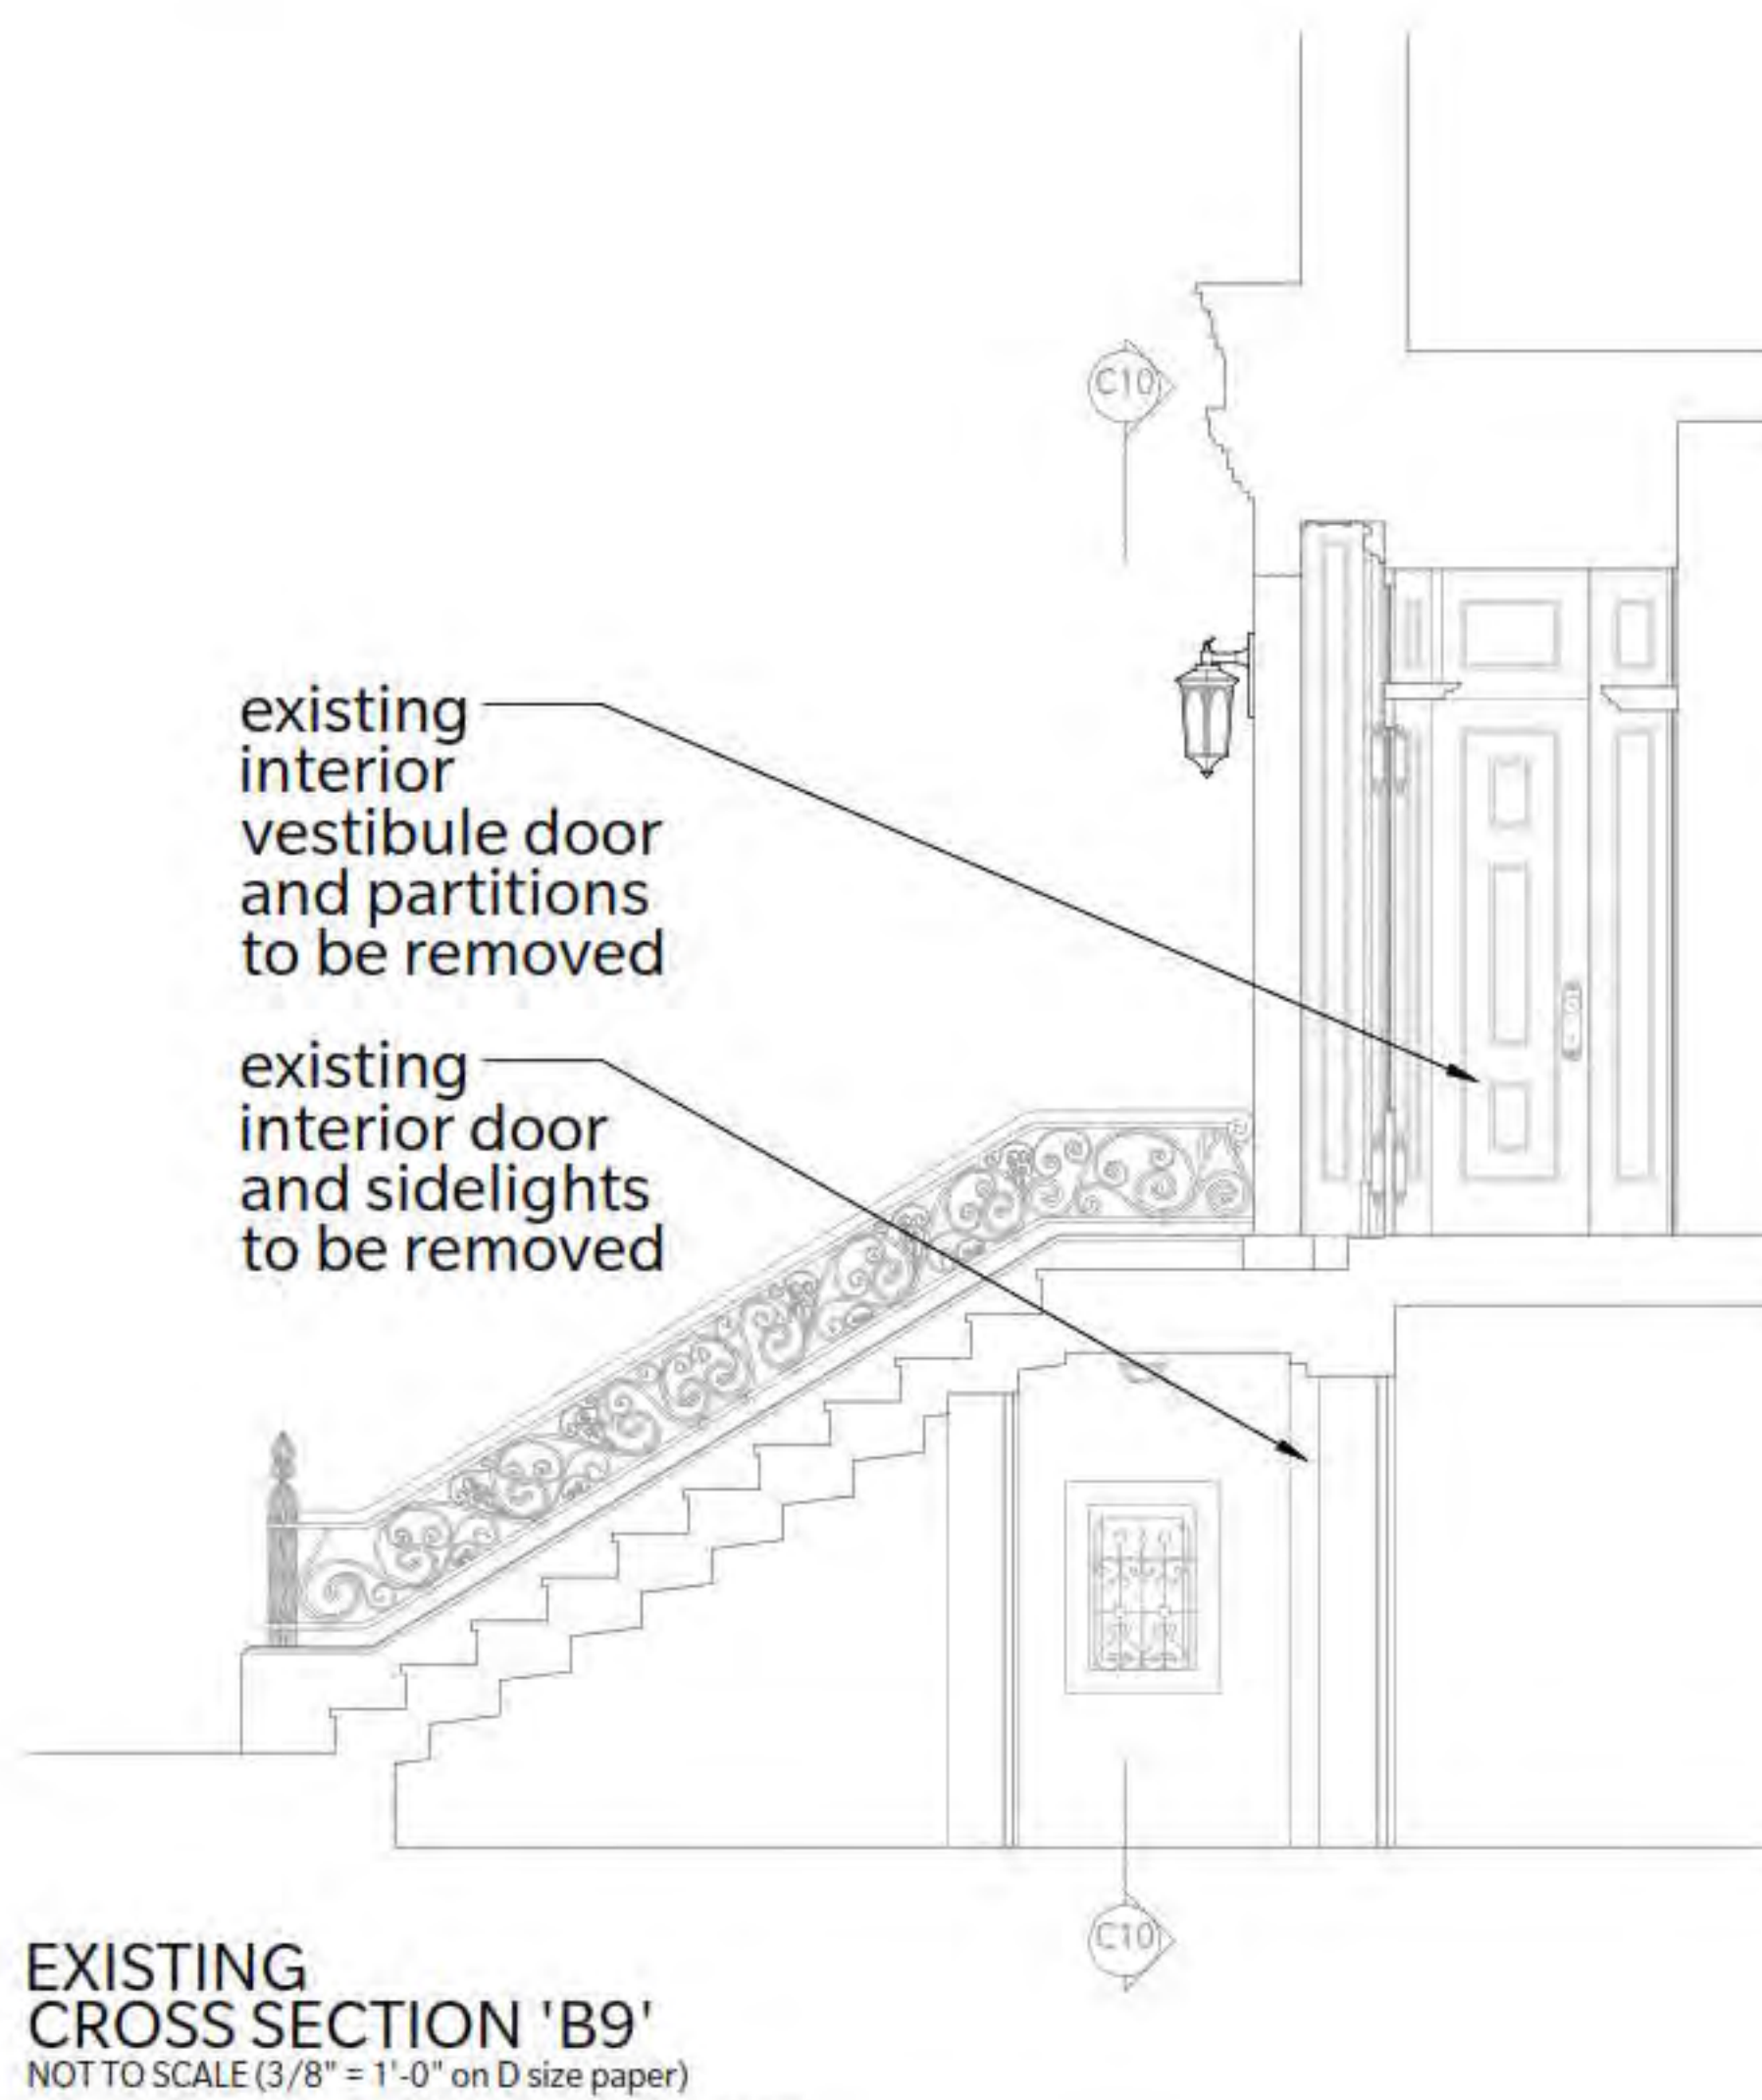 C10
existing
interior
vestibule door
and partitions
to be removed
existing
interior door
and sidelights
to be removed
C10
EXISTING
CROSS SECTION 'B9'
NOT TO SCALE (3/8" = 1'-0" on D size paper)